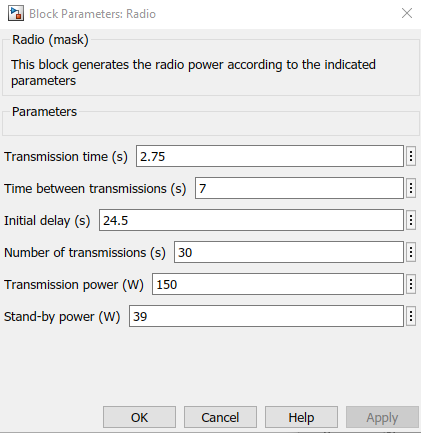 Block Parameters: Radio
Radio (mask)
This block generates the radio power according to the indicated
parameters
Parameters
Transmission time (s) 2.75
Time between transmissions (s) 7
Initial delay (s) 24.5
Number of transmissions (s) 30
Transmission power (W) 150
Stand-by power (W) 39
OK Cancel Help Apply